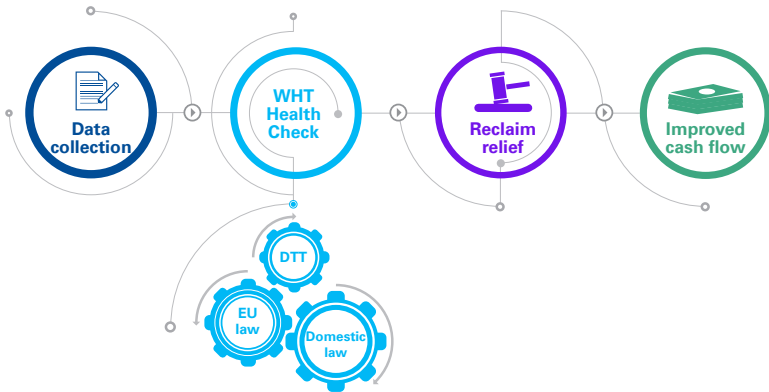 Data
collection
WHT
Health
Check
Reclaim
relief
Improved
cash flow
DTT
EU
law
Domestic
law